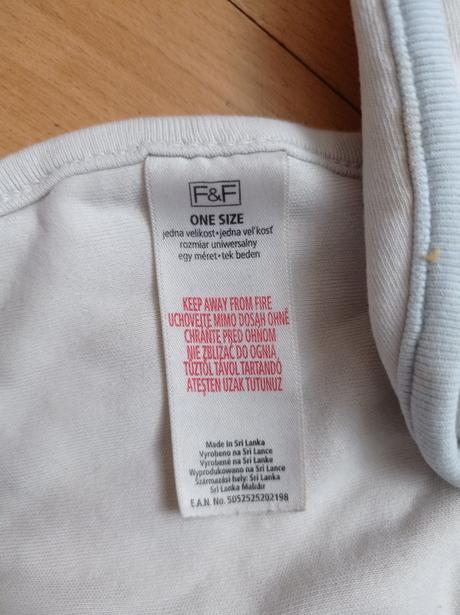 F&F
ONE SIZE
jedna velikost•jedna veľkosť
rozmiar uniwersalny
egy méret•tek beden
KEEP AWAY FROM FIRE
UCHOVEJTE MIMO DOSAH OHNĚ
CHRÁŇTE PRED OHŇOM
NIE ZBLIŻAĆ DO OGNIA
TŰZTŐL TÁVOL TARTANDÓ
ATEŞTEN UZAK TUTUNUZ
Made in Sri Lanka
Vyrobeno na Srí Lance
Vyrobené na Srí Lanke
Wyprodukowano na Sri Lance
Származási hely: Srí Lanka
Sri Lanka Malıdır
E.A.N. No. 5052525202198